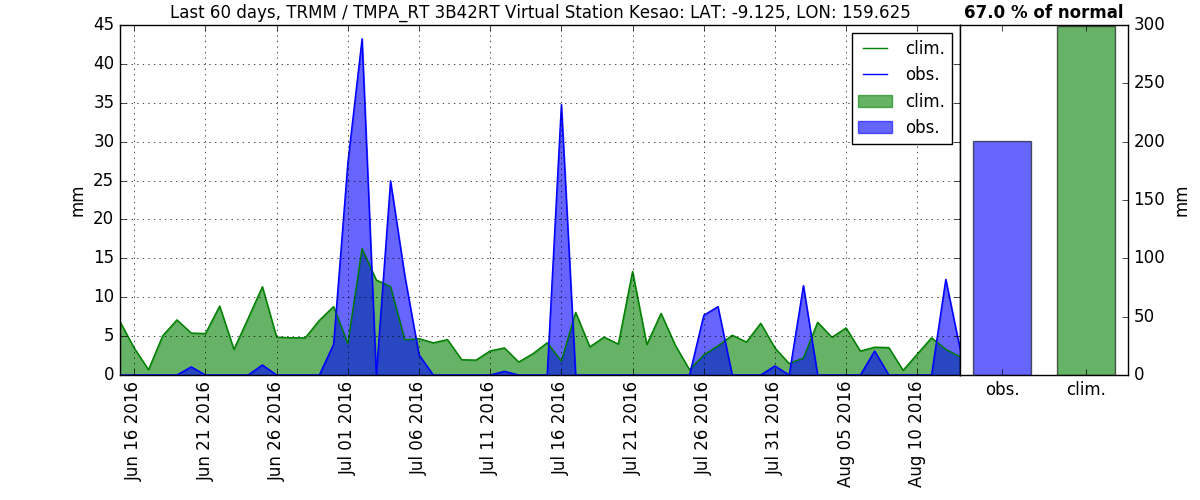 Last 60 days, TRMM / TMPA_RT 3B42RT Virtual Station Kesao: LAT: -9.125, LON: 159.625
67.0 % of normal
45
40
35
30
25
20
15
10
5
0
mm
clim.
obs.
clim.
obs.
300
250
200
150
100
50
0
mm
obs.
clim.
Jun 16 2016
Jun 21 2016
Jun 26 2016
Jul 01 2016
Jul 06 2016
Jul 11 2016
Jul 16 2016
Jul 21 2016
Jul 26 2016
Jul 31 2016
Aug 05 2016
Aug 10 2016